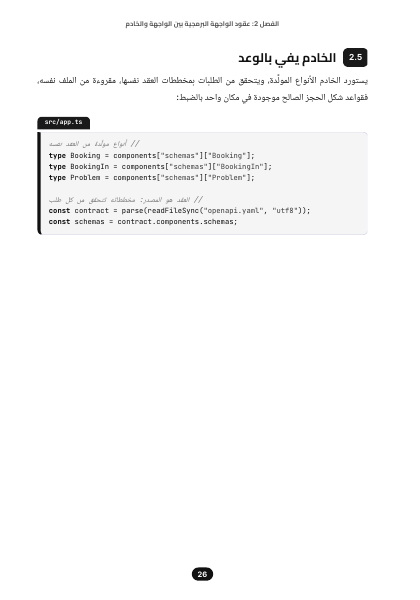 الفصل 2: عقود الواجهة البرمجية بين الواجهة والخادم
2.5 الخادم يفي بالوعد
يستورد الخادم الأنواع المولَّدة، ويتحقق من الطلبات بمخططات العقد نفسها، مقروءة من الملف نفسه،
فقواعد شكل الحجز الصالح موجودة في مكان واحد بالضبط:
src/app.ts
// أنواع مولَّدة من العقد نفسه
type Booking = components["schemas"]["Booking"];
type BookingIn = components["schemas"]["BookingIn"];
type Problem = components["schemas"]["Problem"];
// العقد هو المصدر: مخططاته تتحقق من كل طلب
const contract = parse(readFileSync("openapi.yaml", "utf8"));
const schemas = contract.components.schemas;
26